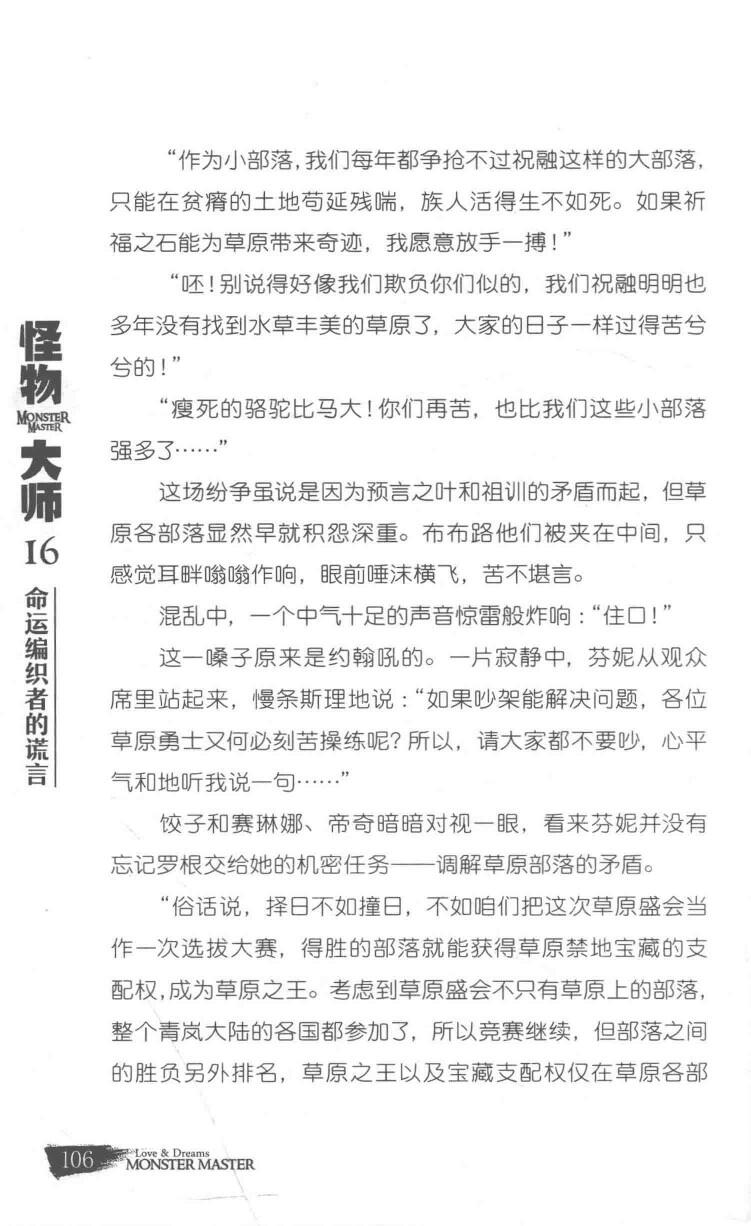 “作为小部落，我们每年都争抢不过祝融这样的大部落，
只能在贫瘠的土地苟延残喘，族人活得生不如死。如果祈
福之石能为草原带来奇迹，我愿意放手一搏！”
“呸！别说得好像我们欺负你们似的，我们祝融明明也
多年没有找到水草丰美的草原了，大家的日子一样过得苦兮
兮的！”
“瘦死的骆驼比马大！你们再苦，也比我们这些小部落
强多了……”
这场纷争虽说是因为预言之叶和祖训的矛盾而起，但草
原各部落显然早就积怨深重。布布路他们被夹在中间，只
感觉耳畔嗡嗡作响，眼前唾沫横飞，苦不堪言。
混乱中，一个中气十足的声音惊雷般炸响：“住口！”
这一嗓子原来是约翰吼的。一片寂静中，芬妮从观众
席里站起来，慢条斯理地说：“如果吵架能解决问题，各位
草原勇士又何必刻苦操练呢？所以，请大家都不要吵，心平
气和地听我说一句……”
饺子和赛琳娜、帝奇暗暗对视一眼，看来芬妮并没有
忘记罗根交给她的机密任务——调解草原部落的矛盾。
“俗话说，择日不如撞日，不如咱们把这次草原盛会当
作一次选拔大赛，得胜的部落就能获得草原禁地宝藏的支
配权，成为草原之王。考虑到草原盛会不只有草原上的部落，
整个青岚大陆的各国都参加了，所以竞赛继续，但部落之间
的胜负另外排名，草原之王以及宝藏支配权仅在草原各部
怪物
MONSTER
MASTER
大师
16
命运编织者的谎言
106
Love & Dreams
MONSTER MASTER